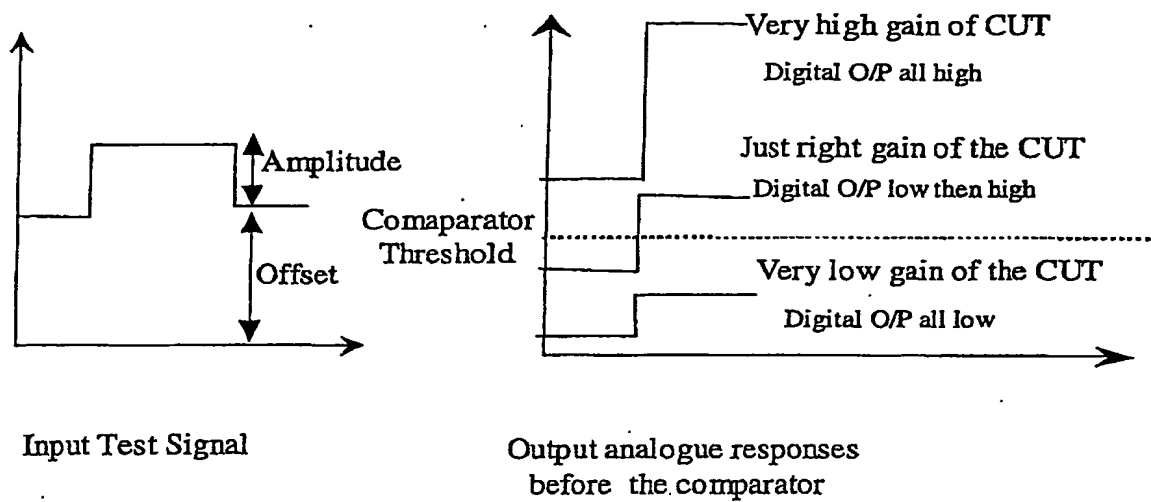 Amplitude
Offset
Input Test Signal
Very high gain of CUT
Digital O/P all high
Just right gain of the CUT
Digital O/P low then high
Comaparator
Threshold
Very low gain of the CUT
Digital O/P all low
Output analogue responses
before the comparator